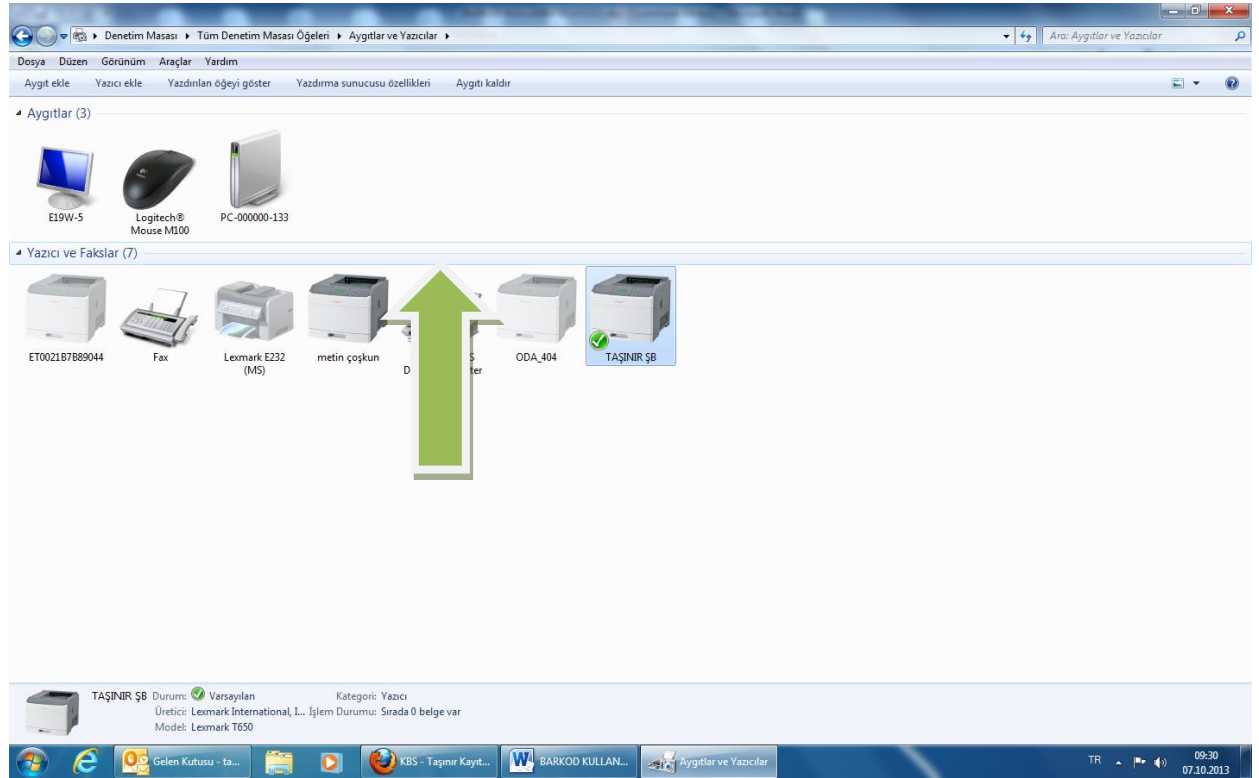 Denetim Masası ▸ Tüm Denetim Masası Öğeleri ▸ Aygıtlar ve Yazıcılar ▸
Ara: Aygıtlar ve Yazıcılar
Dosya Düzen Görünüm Araçlar Yardım
Aygıt ekle Yazıcı ekle Yazdırılan öğeyi göster Yazdırma sunucusu özellikleri Aygıtı kaldır
Aygıtlar (3)
E19W-5
Logitech®
Mouse M100
PC-000000-133
Yazıcı ve Fakslar (7)
ET0021B7B89044
Fax
Lexmark E232
(MS)
metin çoşkun
ODA_404
TAŞINIR ŞB
TAŞINIR ŞB Durum: Varsayılan Kategori: Yazıcı
Üretici: Lexmark International, I... İşlem Durumu: Sırada 0 belge var
Model: Lexmark T650
Gelen Kutusu - ta... KBS - Taşınır Kayıt... BARKOD KULLAN... Aygıtlar ve Yazıcılar
TR
09:30
07.10.2013